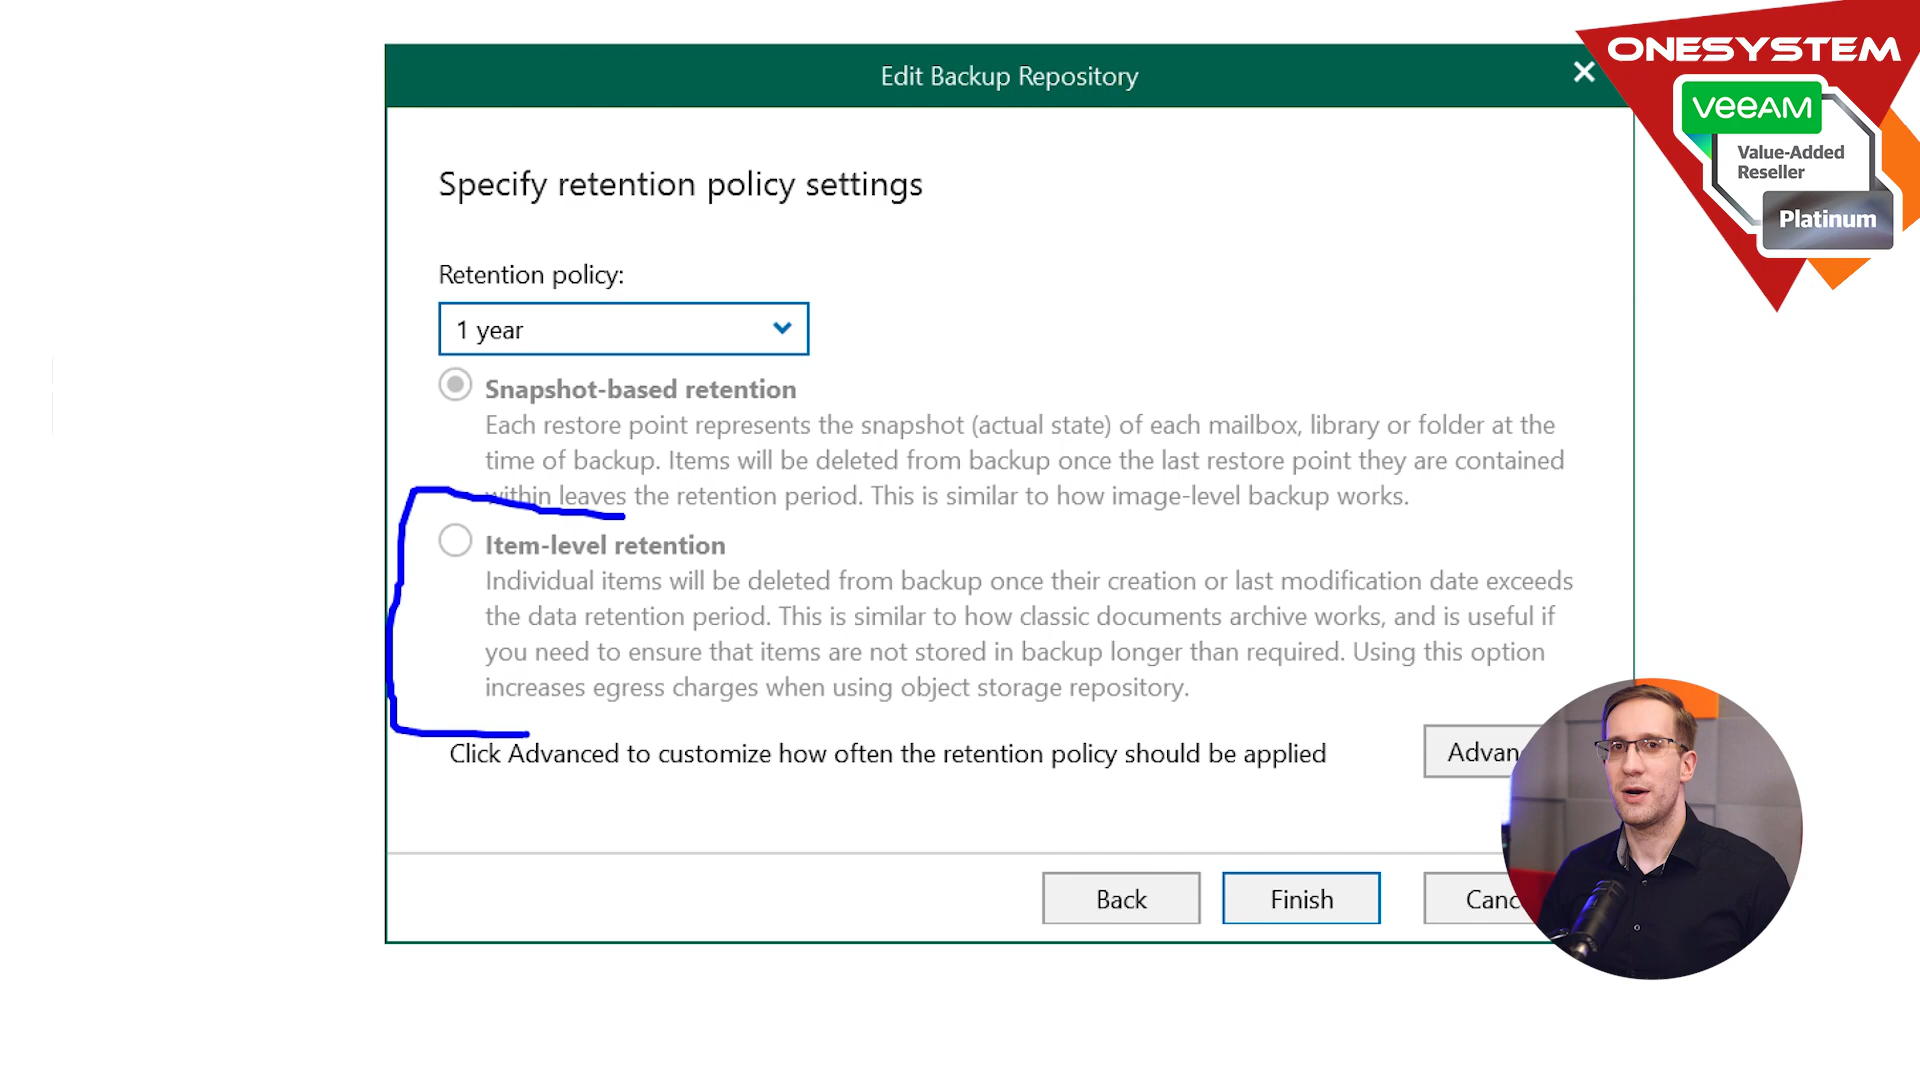 Edit Backup Repository
ONESYSTEM
veeAM
Value-Added
Reseller
Platinum
Specify retention policy settings
Retention policy:
1 year
Snapshot-based retention
Each restore point represents the snapshot (actual state) of each mailbox, library or folder at the
time of backup. Items will be deleted from backup once the last restore point they are contained
within leaves the retention period. This is similar to how image-level backup works.
Item-level retention
Individual items will be deleted from backup once their creation or last modification date exceeds
the data retention period. This is similar to how classic documents archive works, and is useful if
you need to ensure that items are not stored in backup longer than required. Using this option
increases egress charges when using object storage repository.
Click Advanced to customize how often the retention policy should be applied
Advan
Back
Finish
Canc